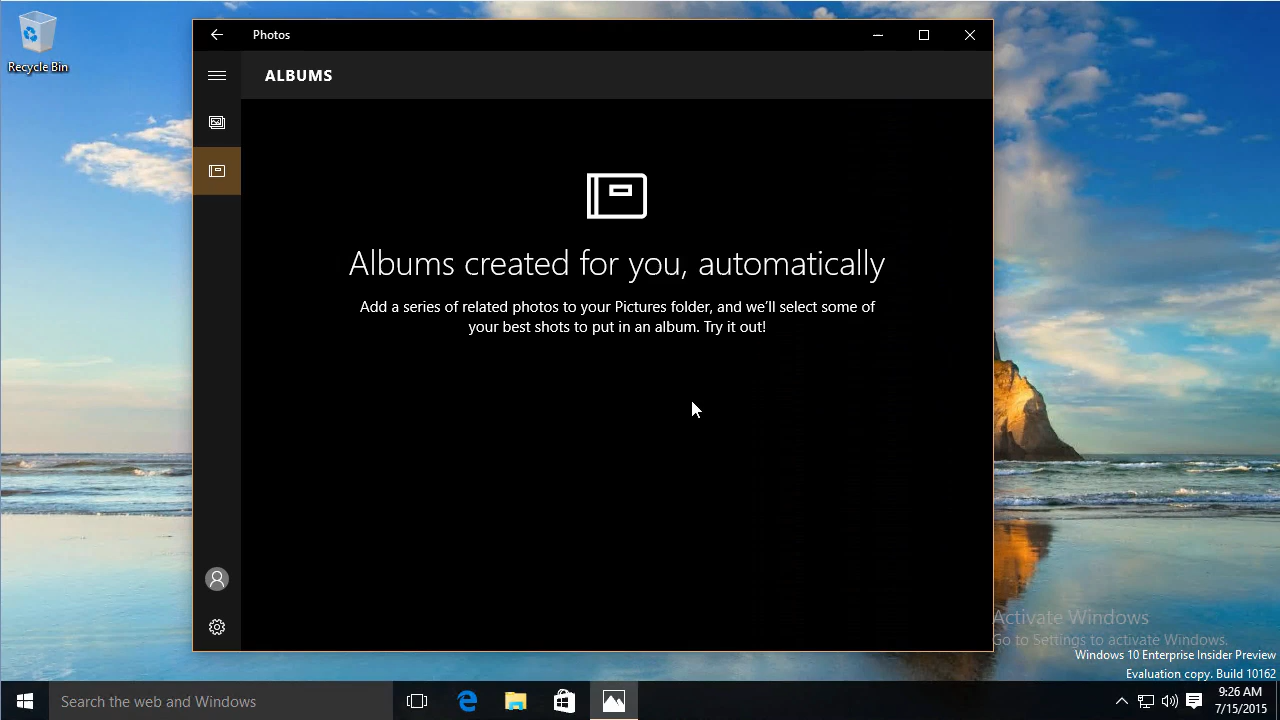 Recycle Bin
Photos
ALBUMS
Albums created for you, automatically
Add a series of related photos to your Pictures folder, and we'll select some of
your best shots to put in an album. Try it out!
Activate Windows
Go to Settings to activate Windows.
Windows 10 Enterprise Insider Preview
Evaluation copy. Build 10162
Search the web and Windows
9:26 AM
7/15/2015